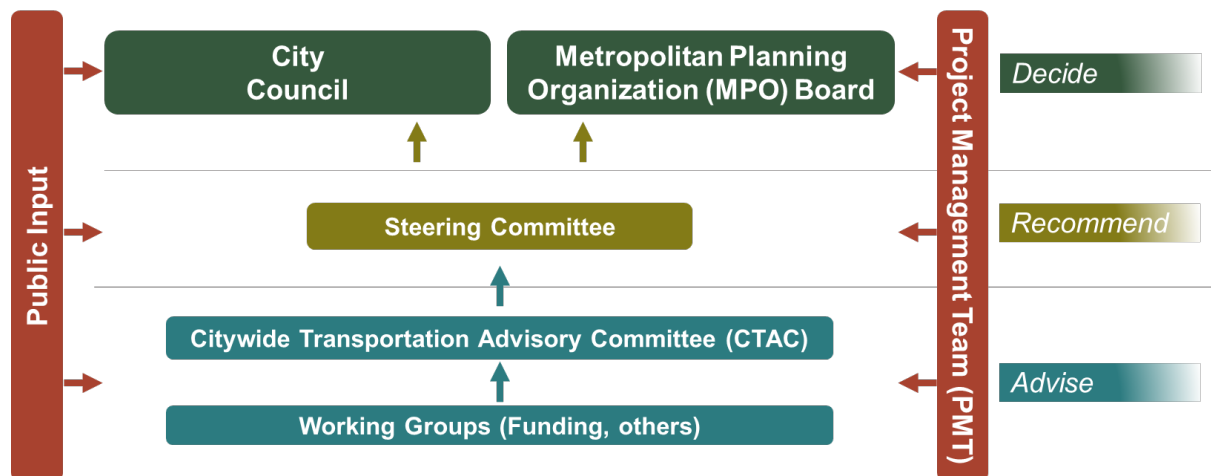 City
Council
Metropolitan Planning
Organization (MPO) Board
Decide
Public Input
Project Management Team (PMT)
Steering Committee
Recommend
Citywide Transportation Advisory Committee (CTAC)
Advise
Working Groups (Funding, others)